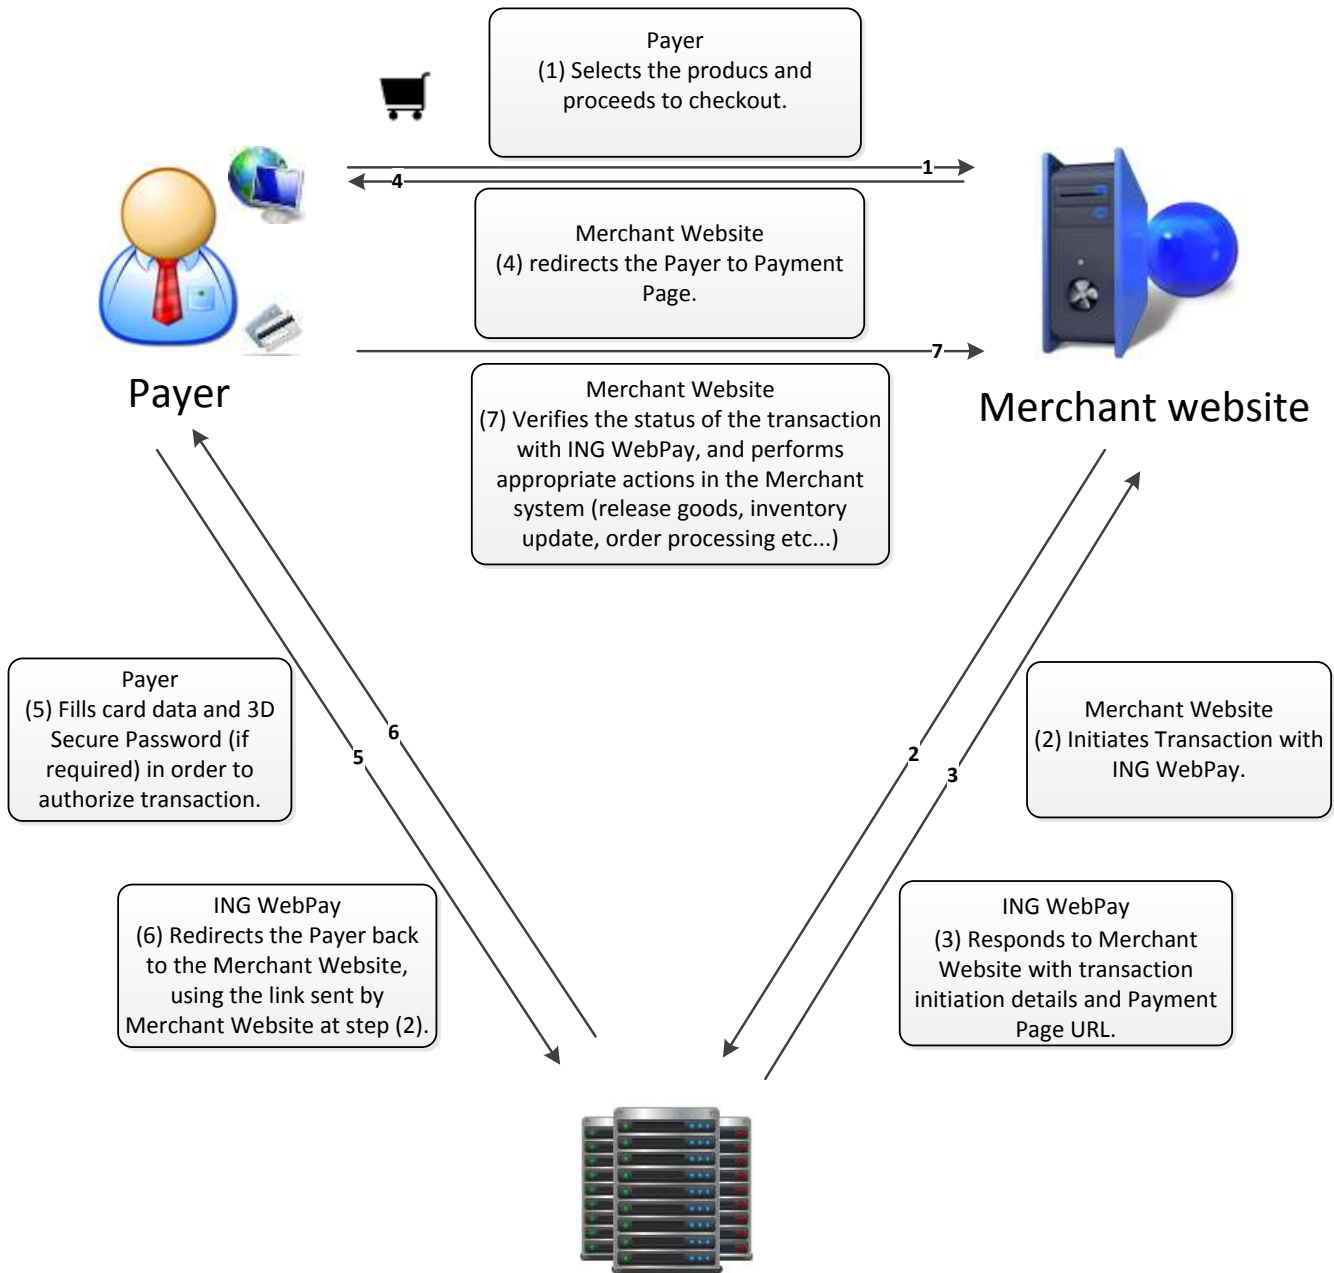 Payer
(1) Selects the producs and
proceeds to checkout.
1
4
Merchant Website
(4) redirects the Payer to Payment
Page.
7
Payer
Merchant website
Merchant Website
(7) Verifies the status of the transaction
with ING WebPay, and performs
appropriate actions in the Merchant
system (release goods, inventory
update, order processing etc...)
Payer
(5) Fills card data and 3D
Secure Password (if
required) in order to
authorize transaction.
5
6
2
3
Merchant Website
(2) Initiates Transaction with
ING WebPay.
ING WebPay
(6) Redirects the Payer back
to the Merchant Website,
using the link sent by
Merchant Website at step (2).
ING WebPay
(3) Responds to Merchant
Website with transaction
initiation details and Payment
Page URL.